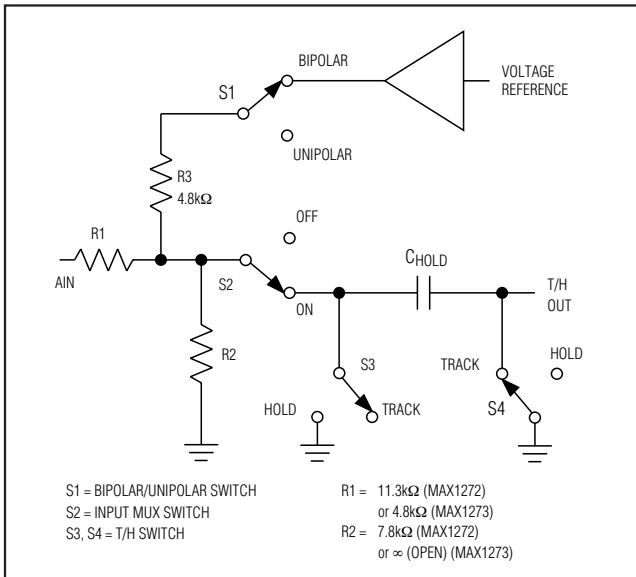 BIPOLAR
VOLTAGE
REFERENCE
S1
UNIPOLAR
R3
4.8kΩ
OFF
R1
AIN
S2
ON
CHOLD
T/H
OUT
R2
S3
TRACK
HOLD
HOLD
TRACK
S4
S1 = BIPOLAR/UNIPOLAR SWITCH
S2 = INPUT MUX SWITCH
S3, S4 = T/H SWITCH
R1 = 11.3kΩ (MAX1272)
or 4.8kΩ (MAX1273)
R2 = 7.8kΩ (MAX1272)
or ∞ (OPEN) (MAX1273)